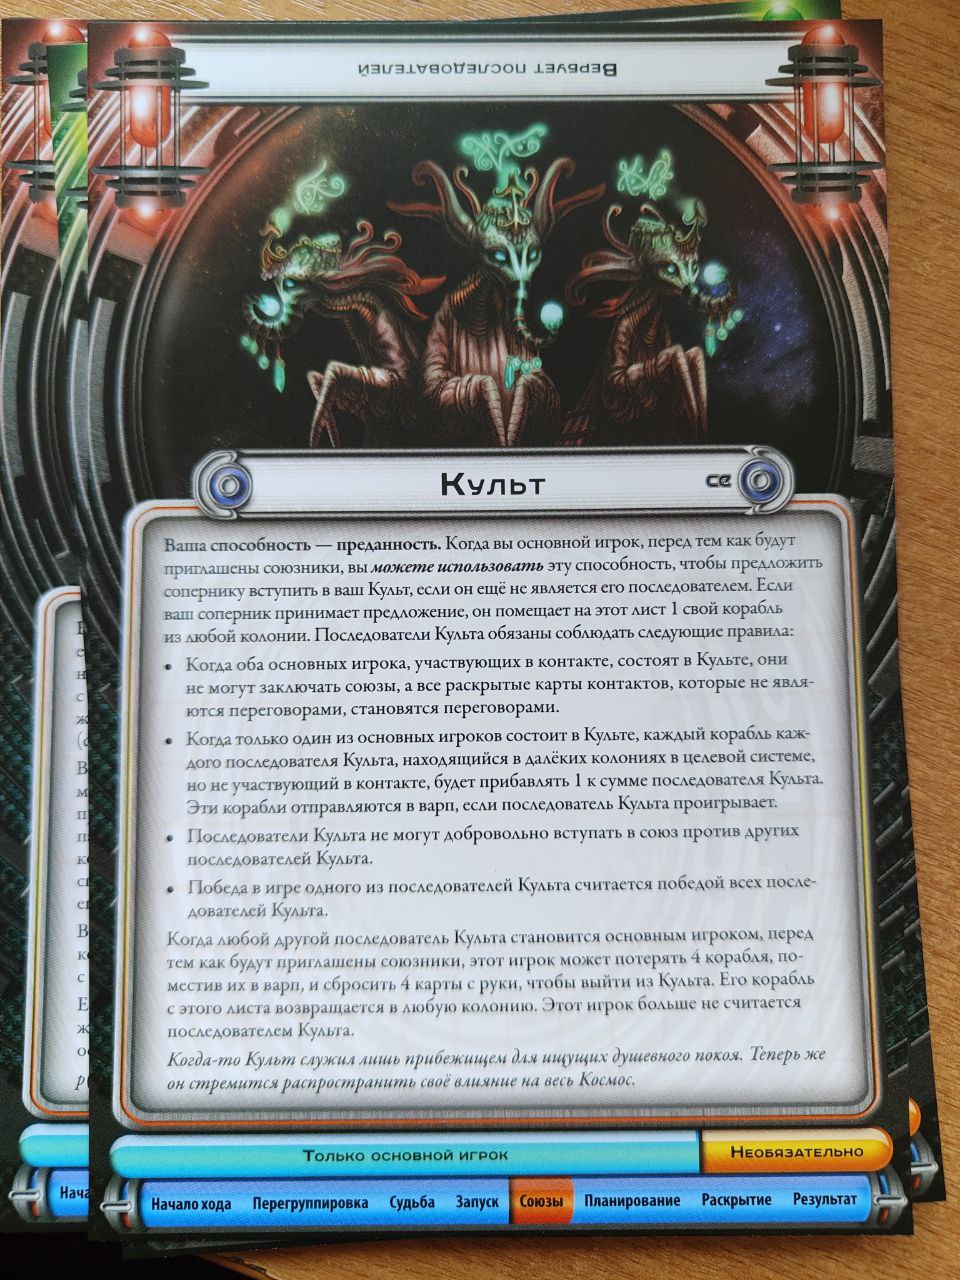 Вербует последователей
Культ
CE
Ваша способность — преданность. Когда вы основной игрок, перед тем как будут
приглашены союзники, вы можете использовать эту способность, чтобы предложить
сопернику вступить в ваш Культ, если он ещё не является его последователем. Если
ваш соперник принимает предложение, он помещает на этот лист 1 свой корабль
из любой колонии. Последователи Культа обязаны соблюдать следующие правила:
• Когда оба основных игрока, участвующих в контакте, состоят в Культе, они
не могут заключать союзы, а все раскрытые карты контактов, которые не явля-
ются переговорами, становятся переговорами.
• Когда только один из основных игроков состоит в Культе, каждый корабль каж-
дого последователя Культа, находящийся в далёких колониях в целевой системе,
но не участвующий в контакте, будет прибавлять 1 к сумме последователя Культа.
Эти корабли отправляются в варп, если последователь Культа проигрывает.
• Последователи Культа не могут добровольно вступать в союз против других
последователей Культа.
• Победа в игре одного из последователей Культа считается победой всех после-
дователей Культа.
Когда любой другой последователь Культа становится основным игроком, перед
тем как будут приглашены союзники, этот игрок может потерять 4 корабля, по-
местив их в варп, и сбросить 4 карты с руки, чтобы выйти из Культа. Его корабль
с этого листа возвращается в любую колонию. Этот игрок больше не считается
последователем Культа.
Когда-то Культ служил лишь прибежищем для ищущих душевного покоя. Теперь же
он стремится распространить своё влияние на весь Космос.
Только основной игрок Необязательно
Нача
Начало хода Перегруппировка Судьба Запуск Союзы Планирование Раскрытие Результат